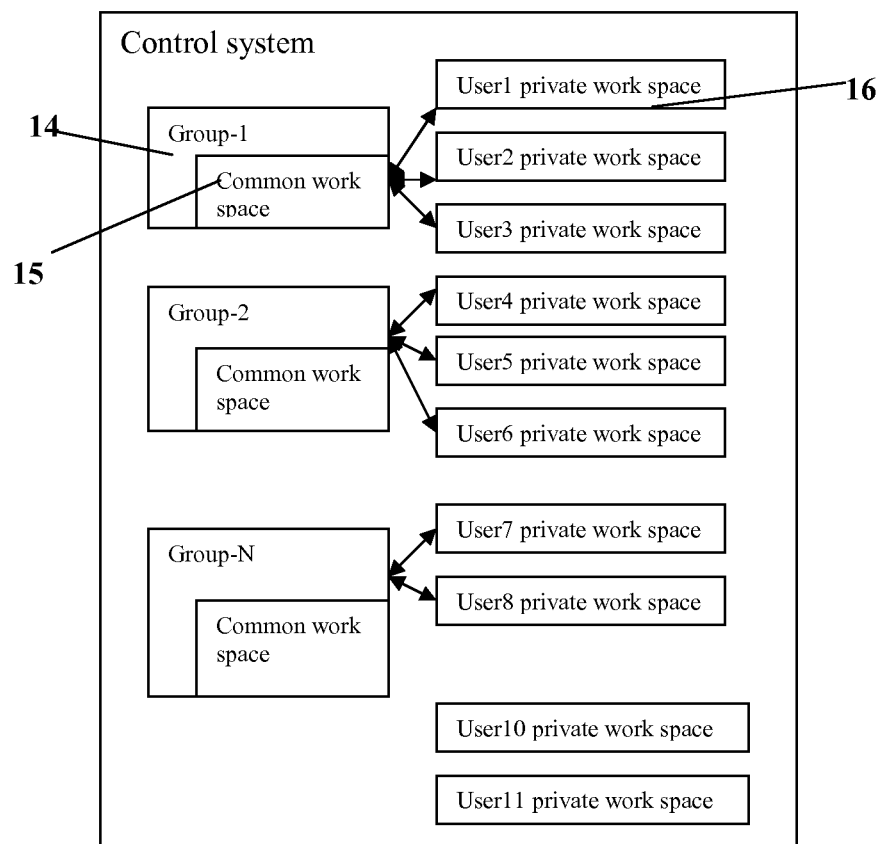 Control system
User1 private work space
16
14
Group-1
User2 private work space
Common work
space
User3 private work space
15
Group-2
User4 private work space
User5 private work space
Common work
space
User6 private work space
User7 private work space
Group-N
User8 private work space
Common work
space
User10 private work space
User11 private work space